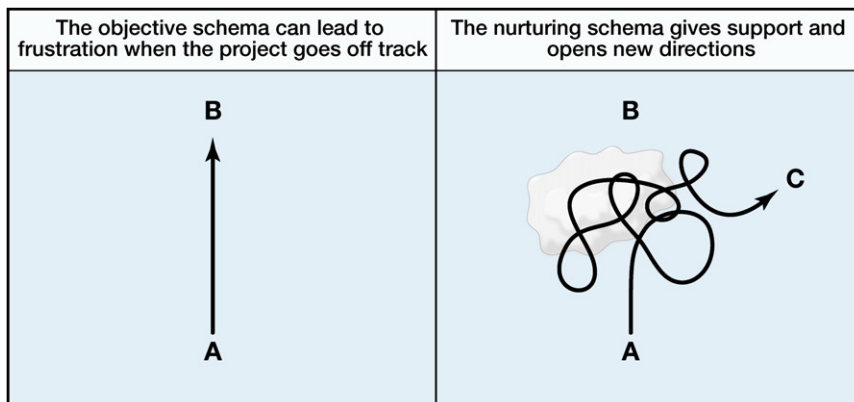 The objective schema can lead to
frustration when the project goes off track
The nurturing schema gives support and
opens new directions
B
A
B
C
A